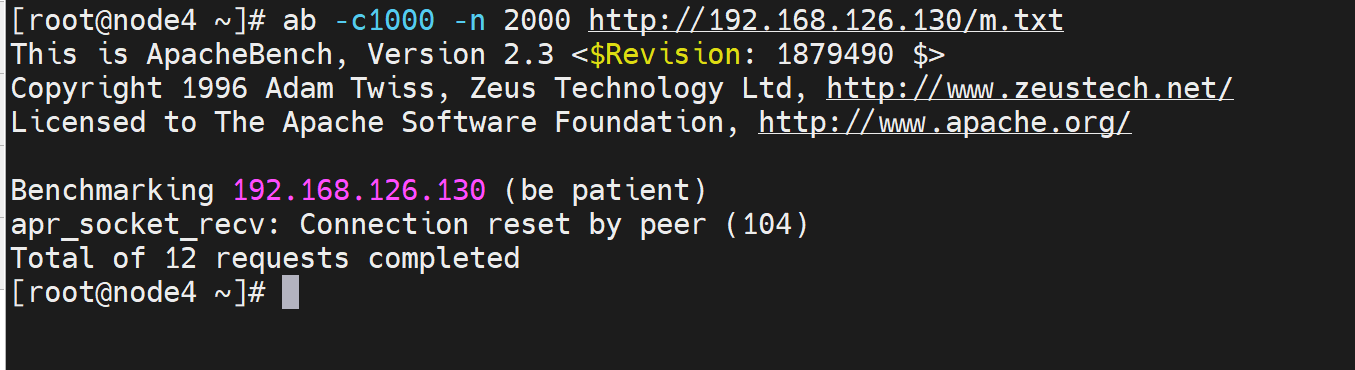 [root@node4 ~]# ab -c1000 -n 2000 http://192.168.126.130/m.txt
This is ApacheBench, Version 2.3 <$Revision: 1879490 $>
Copyright 1996 Adam Twiss, Zeus Technology Ltd, http://www.zeustech.net/
Licensed to The Apache Software Foundation, http://www.apache.org/
Benchmarking 192.168.126.130 (be patient)
apr_socket_recv: Connection reset by peer (104)
Total of 12 requests completed
[root@node4 ~]#